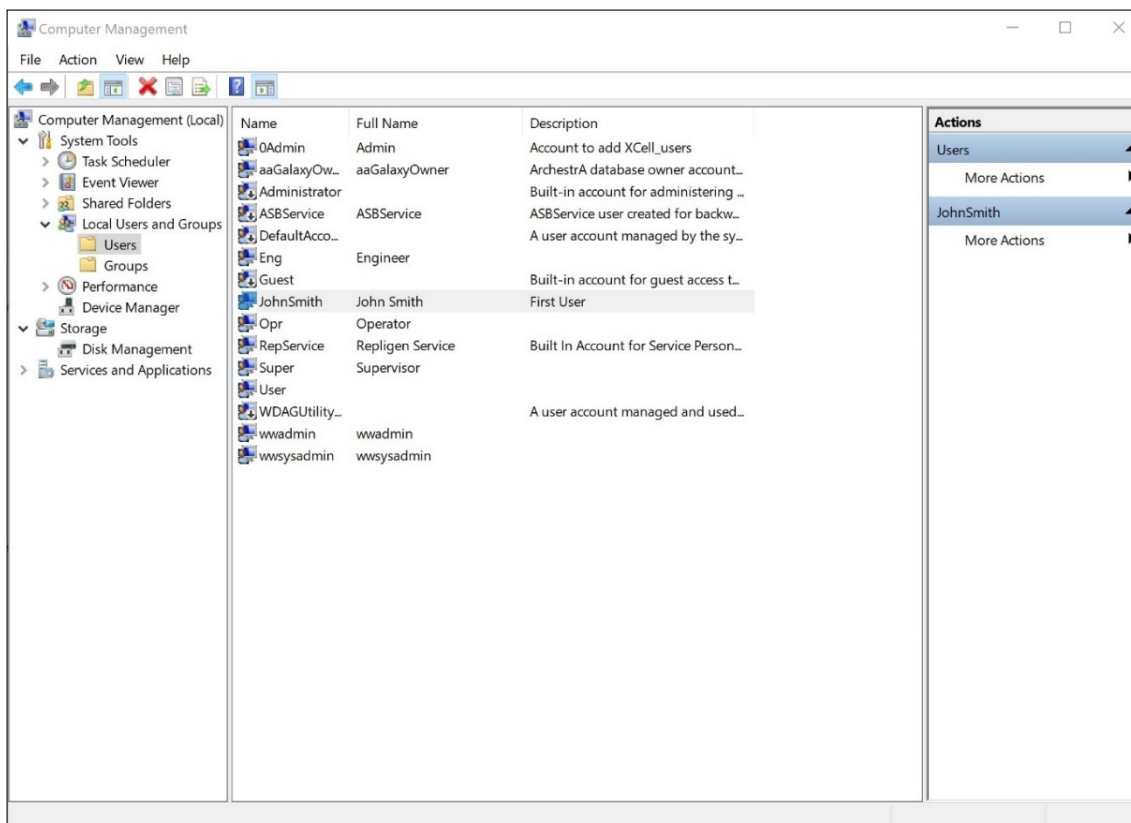 Computer Management
File Action View Help
Computer Management (Local)
System Tools
Task Scheduler
Event Viewer
Shared Folders
Local Users and Groups
Users
Groups
Performance
Device Manager
Storage
Disk Management
Services and Applications
Name Full Name Description
0Admin Admin Account to add XCell_users
aaGalaxyOw... aaGalaxyOwner ArchestrA database owner account...
Administrator Built-in account for administering ...
ASBService ASBService ASBService user created for backw...
DefaultAcco... A user account managed by the sy...
Eng Engineer
Guest Built-in account for guest access t...
JohnSmith John Smith First User
Opr Operator
RepService Repligen Service Built In Account for Service Person...
Super Supervisor
User
WDAGUtility... A user account managed and used...
wwadmin wwadmin
wwsysadmin wwsysadmin
Actions
Users
More Actions
JohnSmith
More Actions